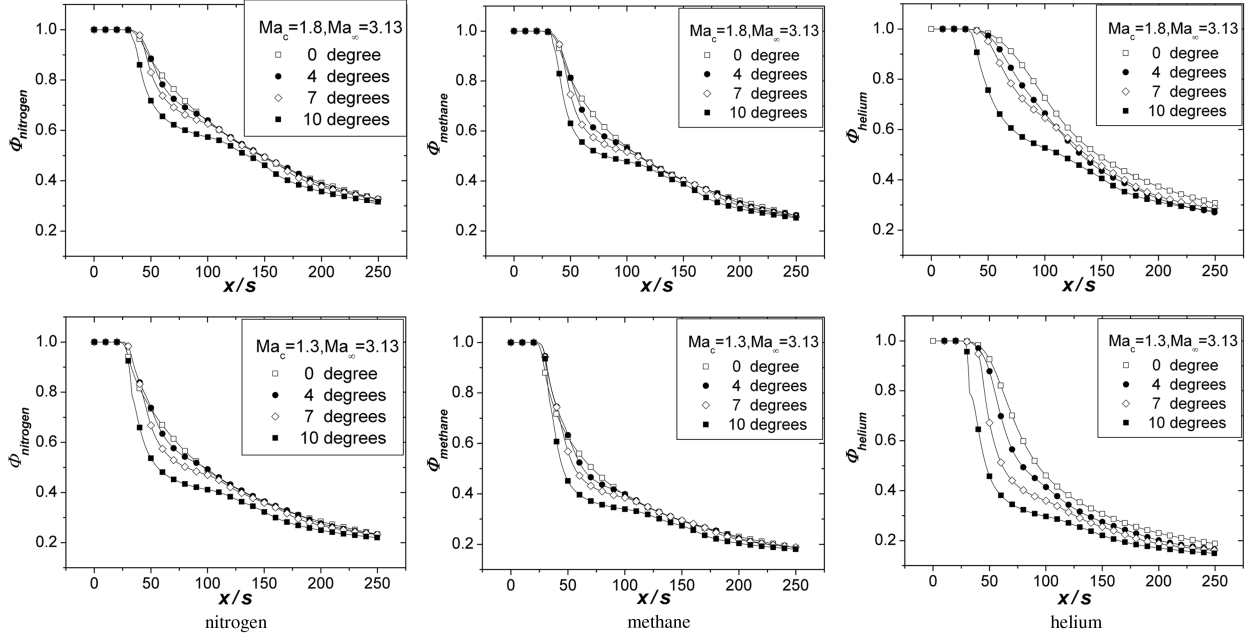 Φnitrogen
1.0
0.8
0.6
0.4
0.2
Mac=1.8,Ma∞=3.13
0 degree
4 degrees
7 degrees
10 degrees
0 50 100 150 200 250
x/s
Φmethane
1.0
0.8
0.6
0.4
0.2
Mac=1.8,Ma∞=3.13
0 degree
4 degrees
7 degrees
10 degrees
0 50 100 150 200 250
x/s
Φhelium
1.0
0.8
0.6
0.4
0.2
Mac=1.8,Ma∞=3.13
0 degree
4 degrees
7 degrees
10 degrees
0 50 100 150 200 250
x/s
Φnitrogen
1.0
0.8
0.6
0.4
0.2
Mac=1.3,Ma∞=3.13
0 degree
4 degrees
7 degrees
10 degrees
0 50 100 150 200 250
x/s
nitrogen
Φmethane
1.0
0.8
0.6
0.4
0.2
Mac=1.3,Ma∞=3.13
0 degree
4 degrees
7 degrees
10 degrees
0 50 100 150 200 250
x/s
methane
Φhelium
1.0
0.8
0.6
0.4
0.2
Mac=1.3,Ma∞=3.13
0 degree
4 degrees
7 degrees
10 degrees
0 50 100 150 200 250
x/s
helium